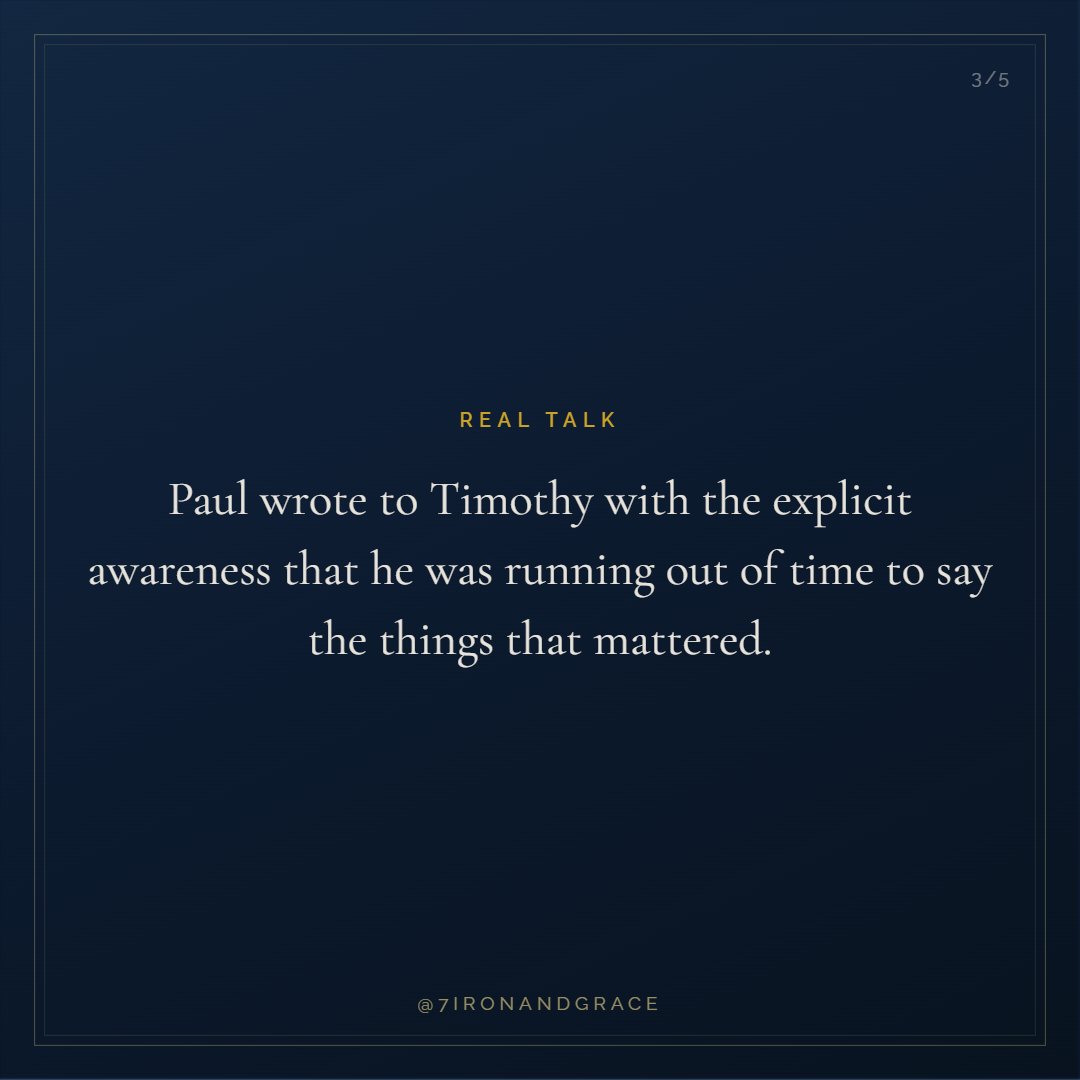 3/5
REAL TALK
Paul wrote to Timothy with the explicit
awareness that he was running out of time to say
the things that mattered.
@7IRONANDGRACE